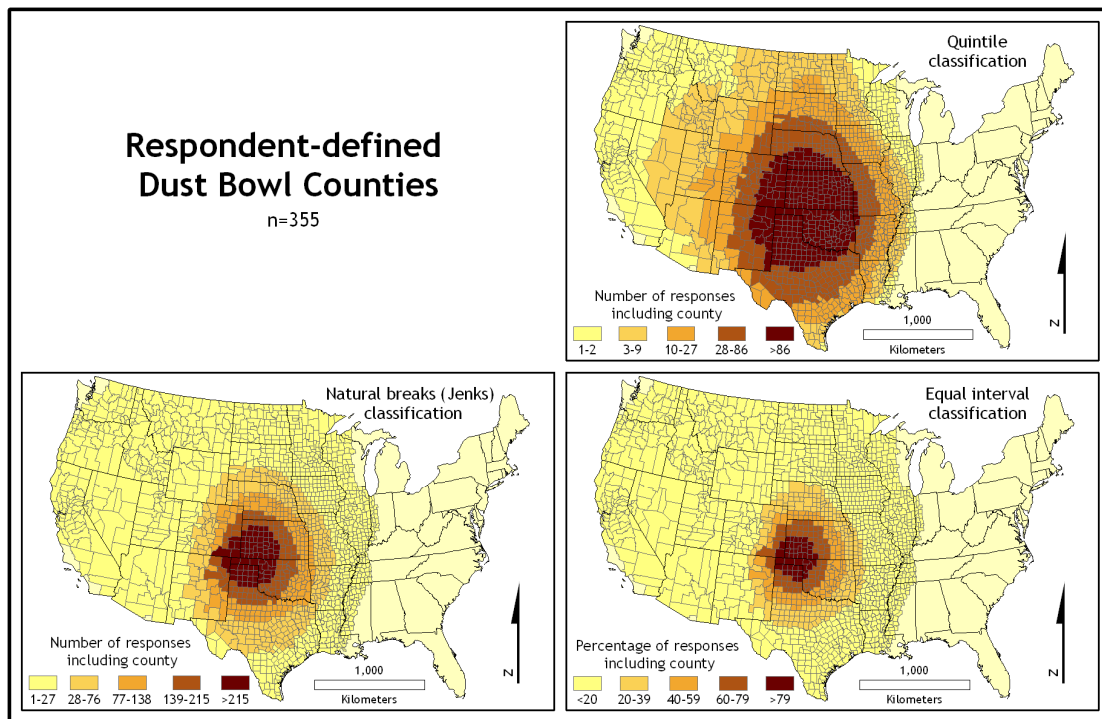 Respondent-defined
Dust Bowl Counties
n=355
Quintile
classification
Number of responses
including county
1-2 3-9 10-27 28-86 >86
1,000
Kilometers
N
Natural breaks (Jenks)
classification
Number of responses
including county
1-27 28-76 77-138 139-215 >215
1,000
Kilometers
N
Equal interval
classification
Percentage of responses
including county
<20 20-39 40-59 60-79 >79
1,000
Kilometers
N